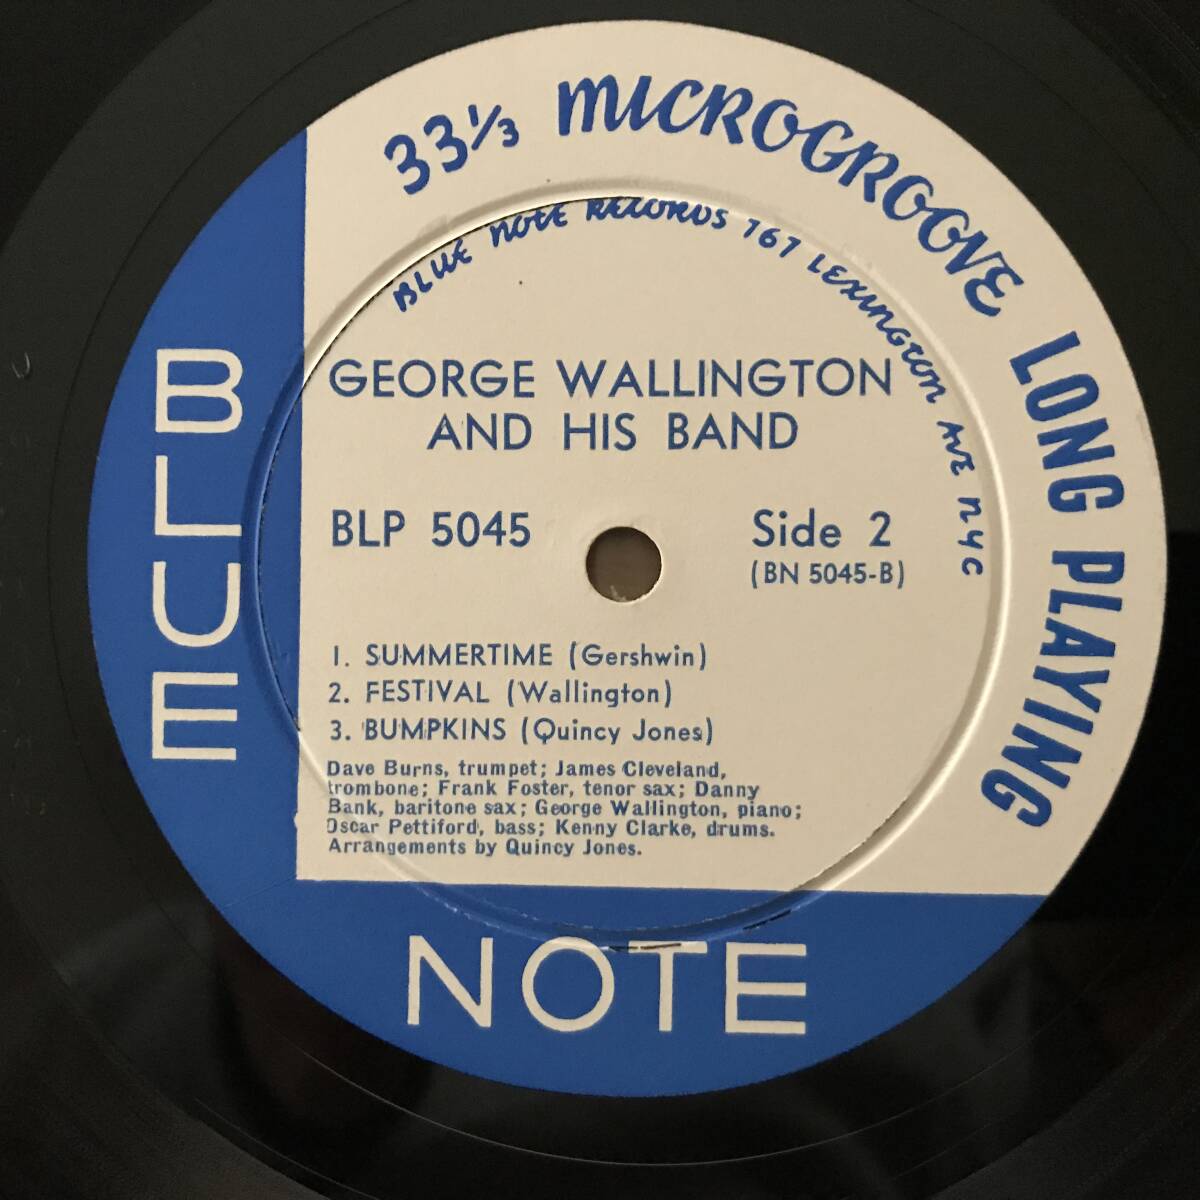 33⅓ MICROGROOVE LONG PLAYING
BLUE NOTE RECORDS 767 LEXINGTON AVE NYC
GEORGE WALLINGTON
AND HIS BAND
BLP 5045
Side 2
(BN 5045-B)
1. SUMMERTIME (Gershwin)
2. FESTIVAL (Wallington)
3. BUMPKINS (Quincy Jones)
Dave Burns, trumpet; James Cleveland,
trombone; Frank Foster, tenor sax; Danny
Bank, baritone sax; George Wallington, piano;
Oscar Pettiford, bass; Kenny Clarke, drums.
Arrangements by Quincy Jones.
BLUE
NOTE